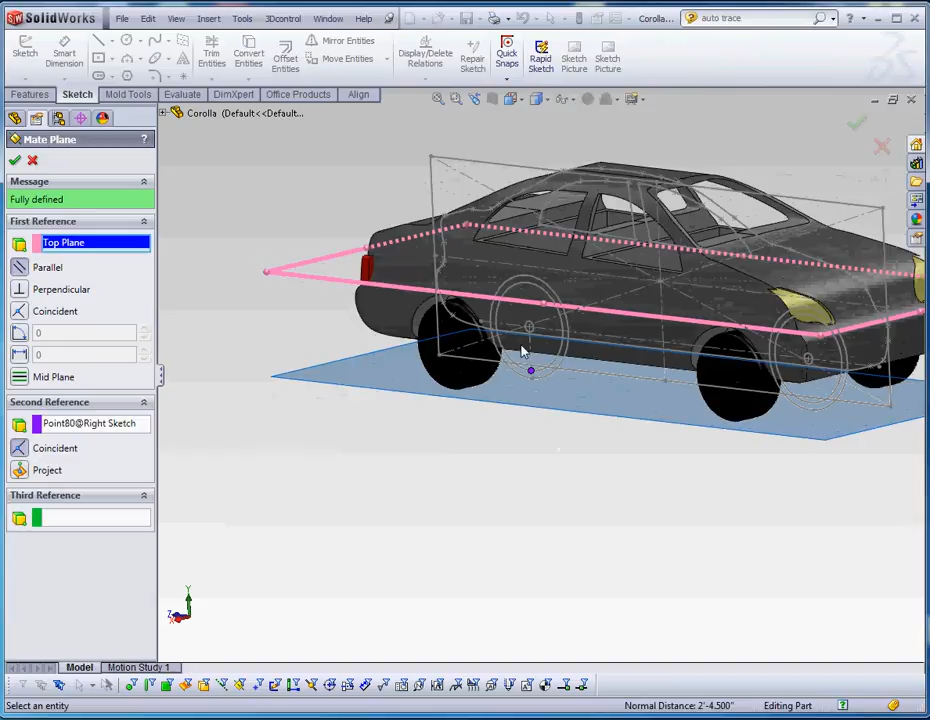 SolidWorks File Edit View Insert Tools 3Dcontrol Window Help Corolla... auto trace
Sketch Smart Dimension Trim Entities Convert Entities Offset Entities Mirror Entities Move Entities Display/Delete Relations Repair Sketch Quick Snaps Rapid Sketch Sketch Picture Sketch Picture
Features Sketch Mold Tools Evaluate DimXpert Office Products Align
Corolla (Default<<Default...
Mate Plane ?
Message
Fully defined
First Reference
Top Plane
Parallel
Perpendicular
Coincident
0
0
Mid Plane
Second Reference
Point80@Right Sketch
Coincident
Project
Third Reference
Y
Z
X
Model Motion Study 1
Select an entity Normal Distance: 2'-4.500" Editing Part ?